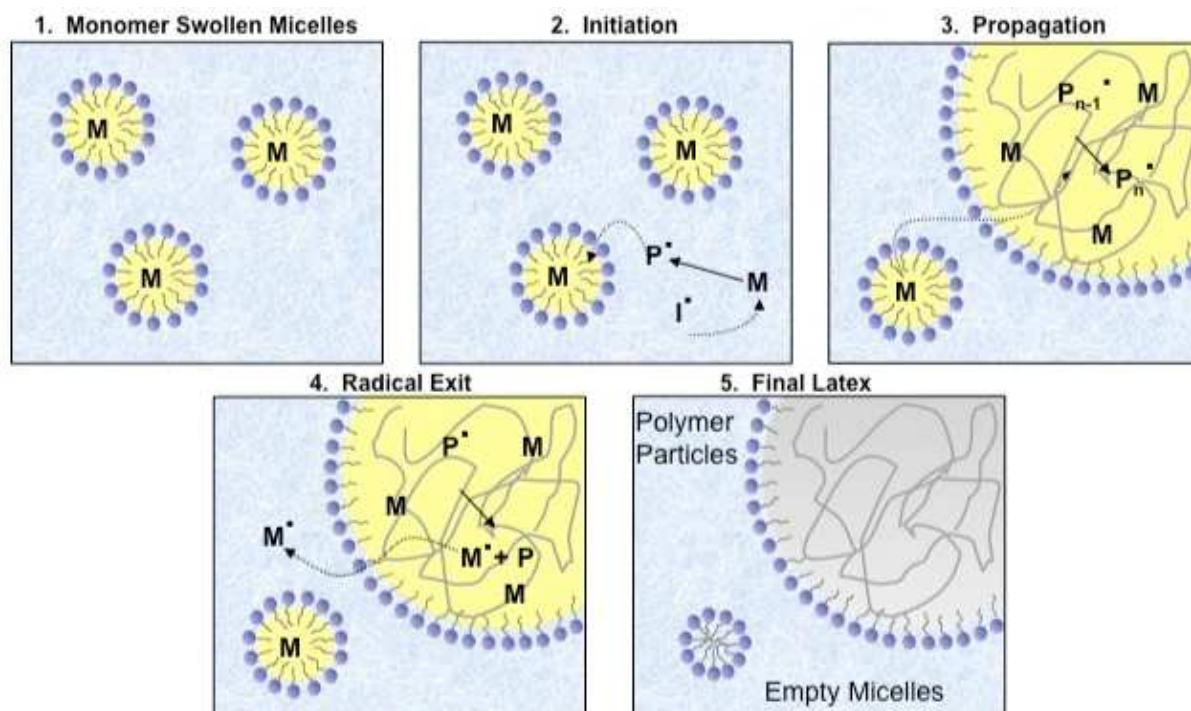 1. Monomer Swollen Micelles
M
M
M
2. Initiation
M
M
M
P•
M
I•
3. Propagation
Pn-1•
M
M
Pn•
M
M
4. Radical Exit
P•
M
M
M•
M•+ P
M
M
5. Final Latex
Polymer
Particles
Empty Micelles